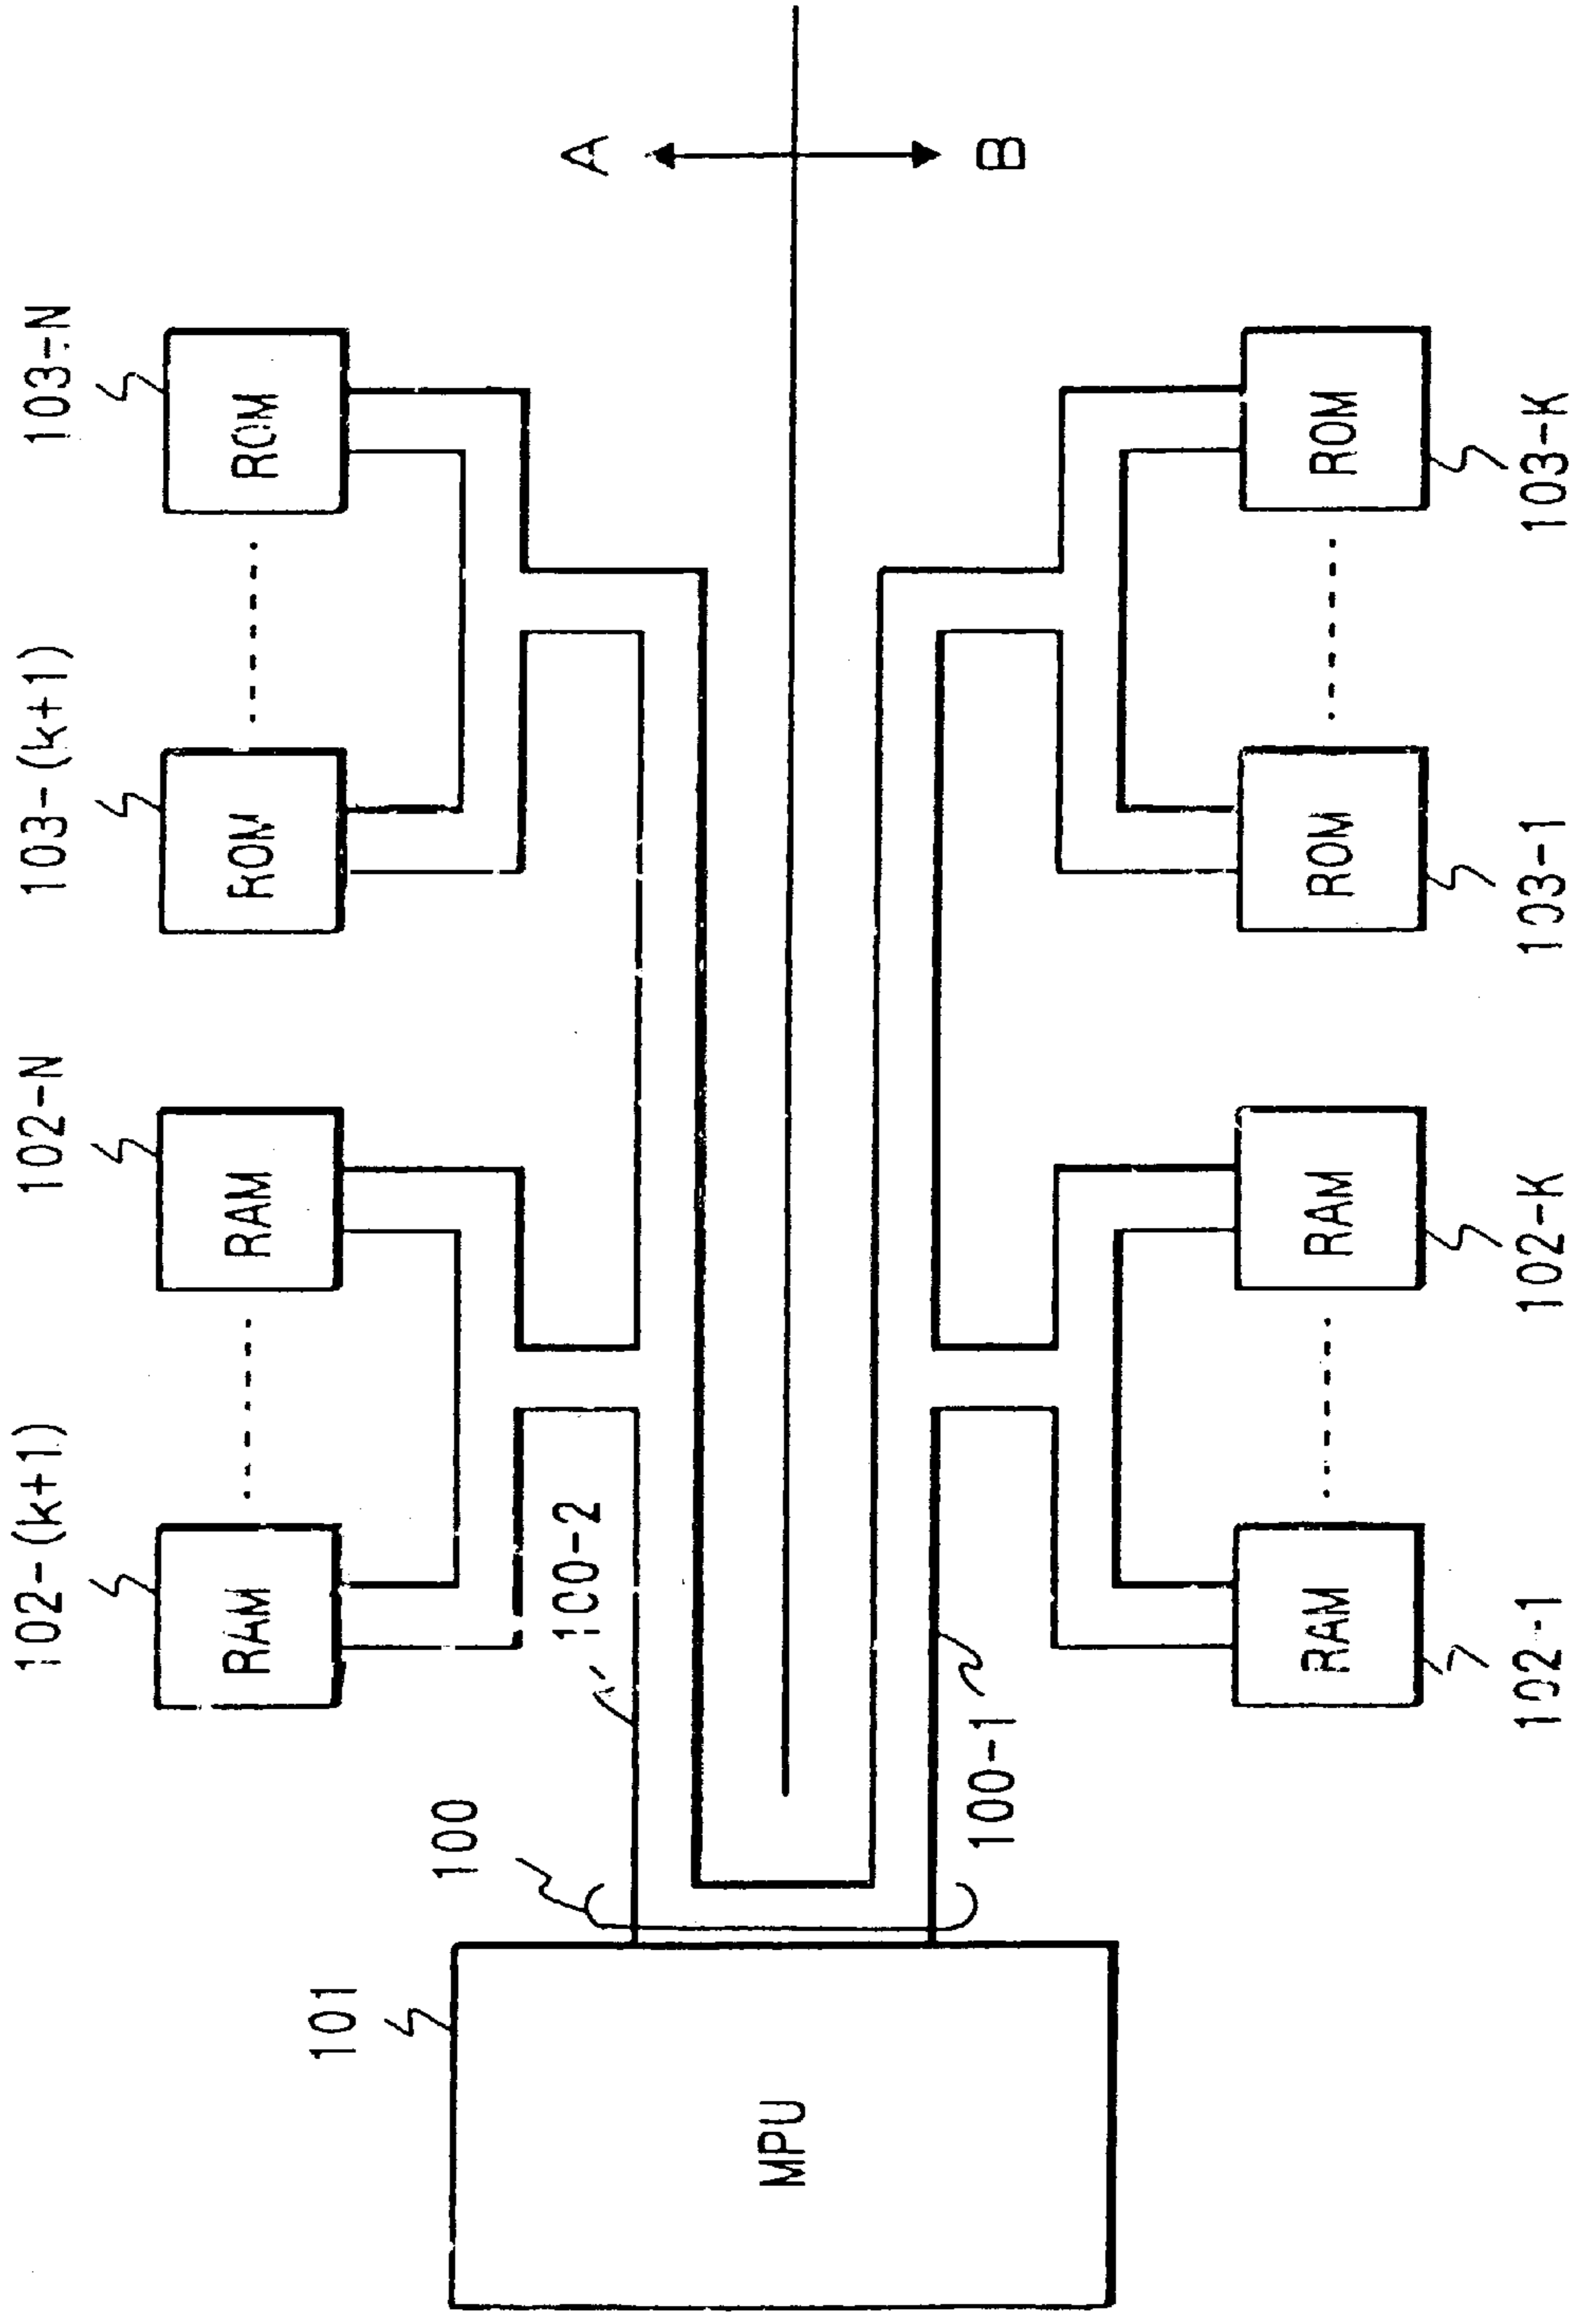 102-(k+1)
102-N
103-(k+1)
103-N
RAM
RAM
ROM
ROM
101
100
100-2
A
MPU
100-1
B
RAM
RAM
ROM
ROM
102-1
102-K
103-1
103-K